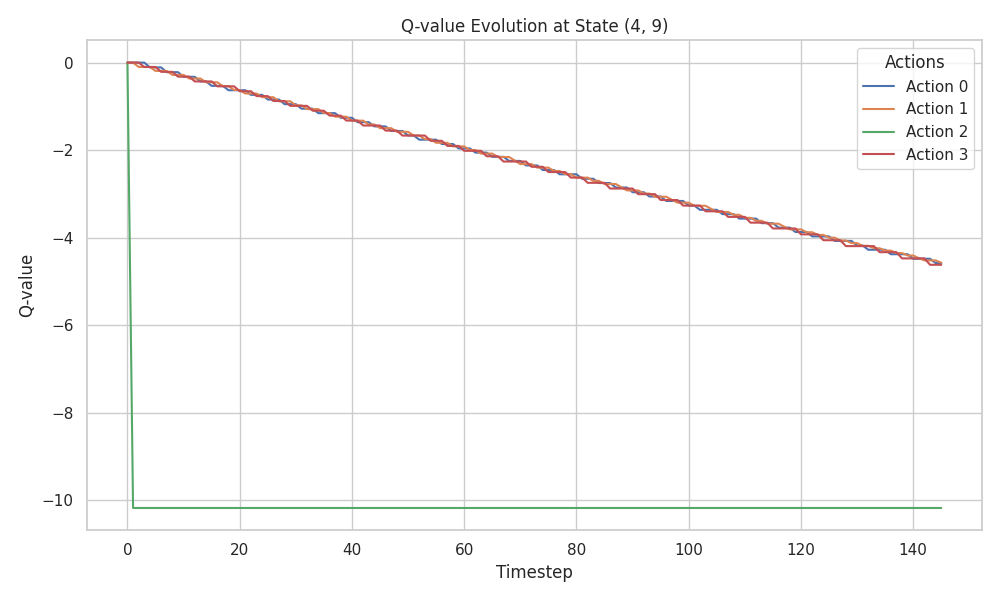 Q-value Evolution at State (4, 9)
Actions
Action 0
Action 1
Action 2
Action 3
Q-value
0
−2
−4
−6
−8
−10
0 20 40 60 80 100 120 140
Timestep